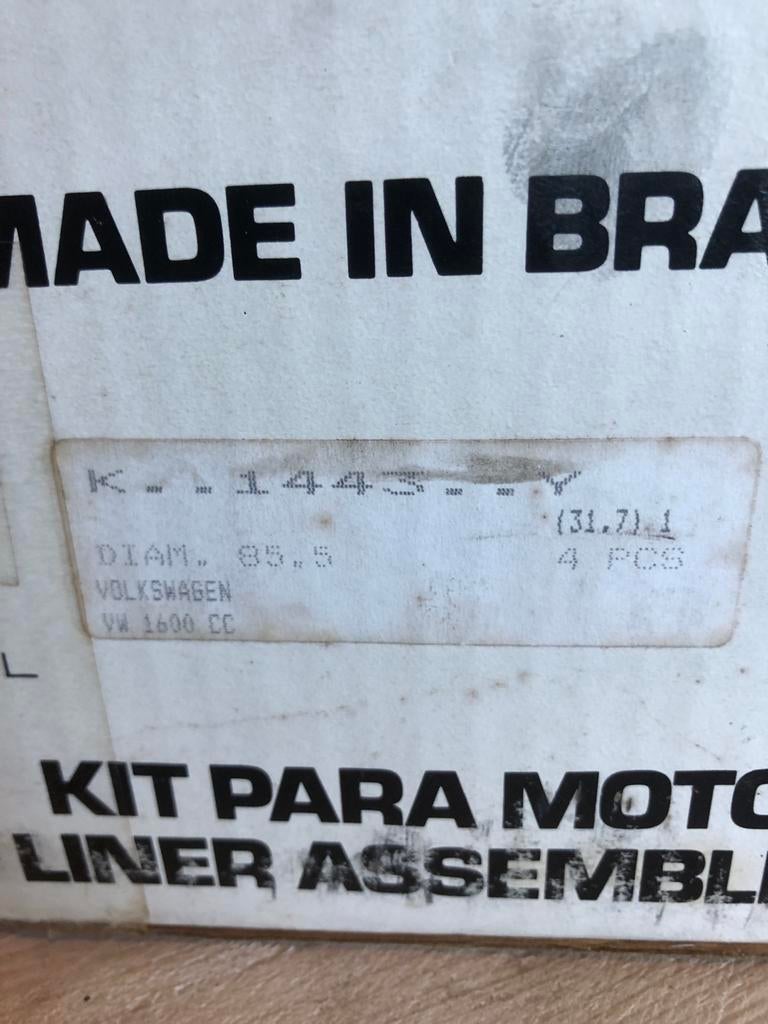 MADE IN BRA
K..1443..Y
(31.7) 1
DIAM. 85.5 4 PCS
VOLKSWAGEN
VW 1600 CC
L
KIT PARA MOTO
LINER ASSEMBLI